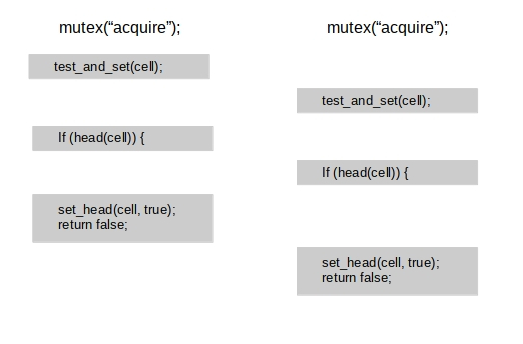 mutex(“acquire”);
test_and_set(cell);
If (head(cell)) {
set_head(cell, true);
return false;
mutex(“acquire”);
test_and_set(cell);
If (head(cell)) {
set_head(cell, true);
return false;